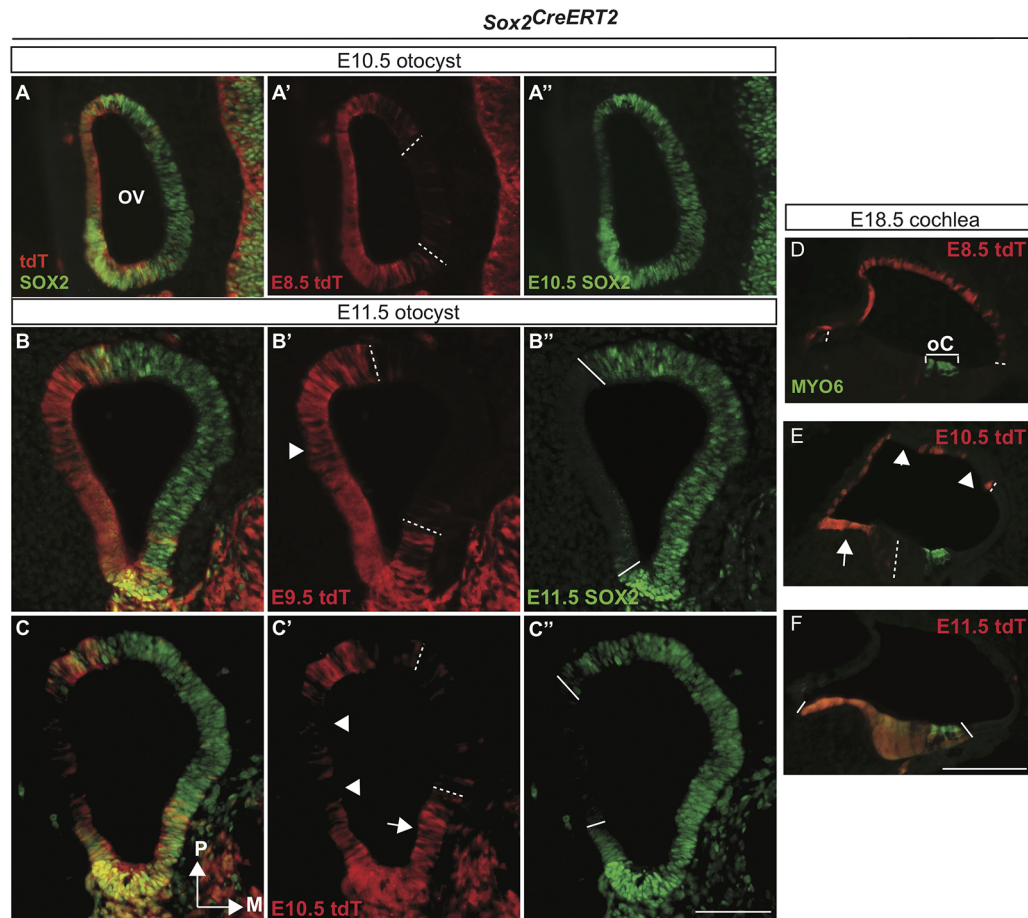 Sox2CreERT2
E10.5 otocyst
A
OV
tdT
SOX2
A'
E8.5 tdT
A''
E10.5 SOX2
E11.5 otocyst
B
B'
E9.5 tdT
B''
E11.5 SOX2
C
P
M
C'
E10.5 tdT
C''
E18.5 cochlea
D
E8.5 tdT
oC
MYO6
E
E10.5 tdT
F
E11.5 tdT